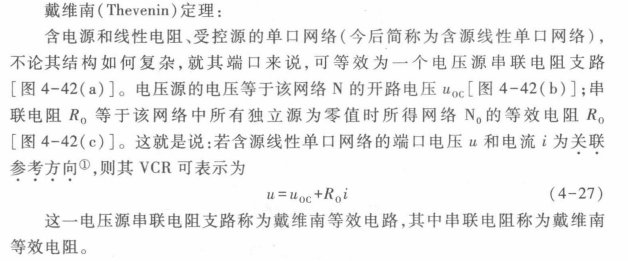 戴维南(Thevenin)定理:
含电源和线性电阻、受控源的单口网络(今后简称为含源线性单口网络),
不论其结构如何复杂,就其端口来说,可等效为一个电压源串联电阻支路
[图 4-42(a)]。电压源的电压等于该网络 N 的开路电压 uOC[图 4-42(b)];串
联电阻 R0 等于该网络中所有独立源为零值时所得网络 N0 的等效电阻 R0
[图 4-42(c)]。这就是说:若含源线性单口网络的端口电压 u 和电流 i 为关联
参考方向①,则其 VCR 可表示为
u=uOC+R0i (4-27)
这一电压源串联电阻支路称为戴维南等效电路,其中串联电阻称为戴维南
等效电阻。